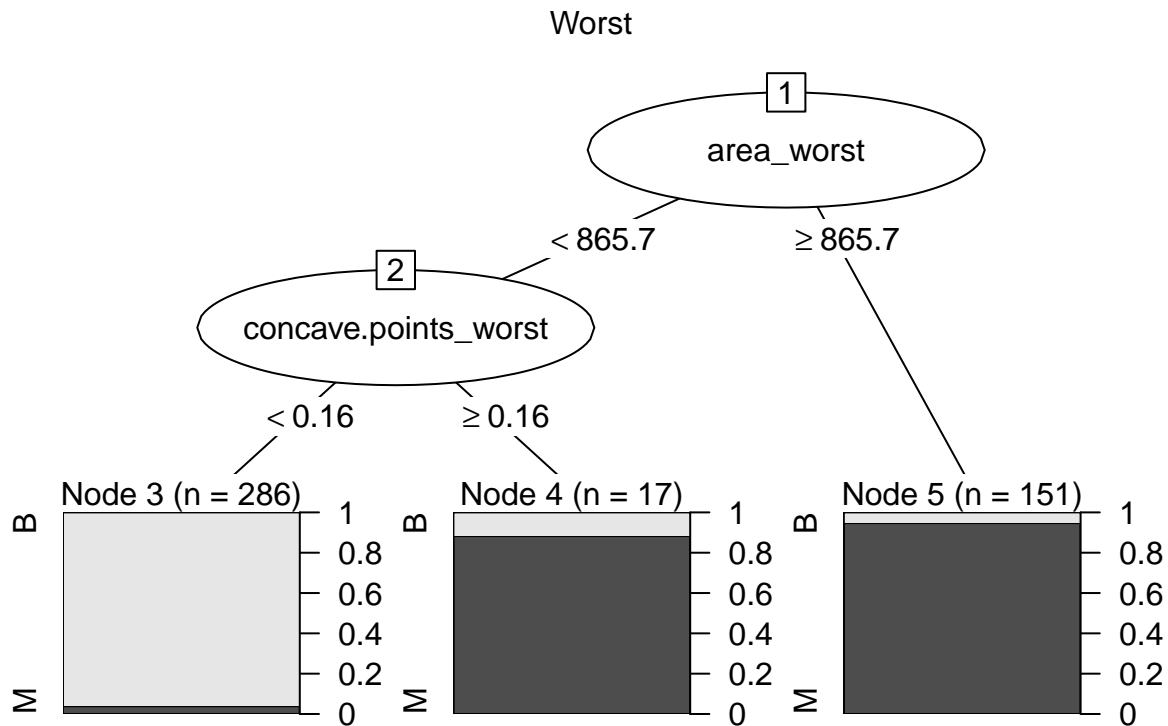 Worst
1
area_worst
< 865.7
≥ 865.7
2
concave.points_worst
< 0.16
≥ 0.16
Node 3 (n = 286)
B
M
1
0.8
0.6
0.4
0.2
0
Node 4 (n = 17)
B
M
1
0.8
0.6
0.4
0.2
0
Node 5 (n = 151)
B
M
1
0.8
0.6
0.4
0.2
0